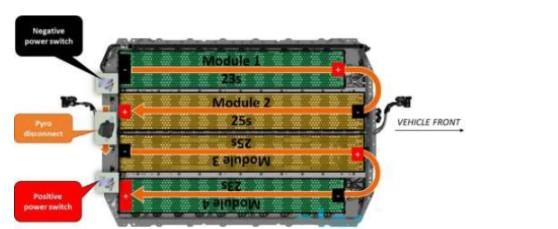 Negative
power switch
Module 1
23s
Module 2
25s
VEHICLE FRONT
Pyro
disconnect
25s
Module 3
Positive
power switch
23s
Module 4